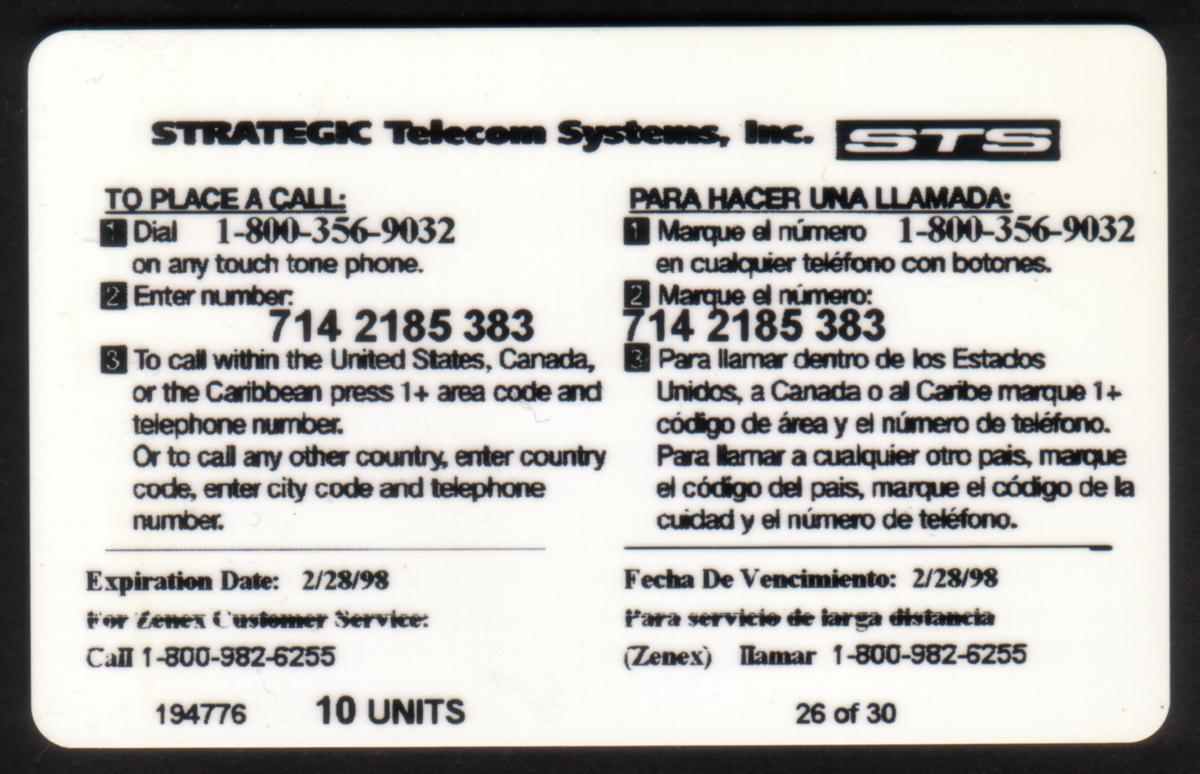 STRATEGIC Telecom Systems, Inc. STS
TO PLACE A CALL:
1 Dial 1-800-356-9032
on any touch tone phone.
2 Enter number:
714 2185 383
3 To call within the United States, Canada,
or the Caribbean press 1+ area code and
telephone number.
Or to call any other country, enter country
code, enter city code and telephone
number.
Expiration Date: 2/28/98
For Zenex Customer Service:
Call 1-800-982-6255
194776 10 UNITS
PARA HACER UNA LLAMADA:
1 Marque el número 1-800-356-9032
en cualquier teléfono con botones.
2 Marque el número:
714 2185 383
3 Para llamar dentro de los Estados
Unidos, a Canada o al Caribe marque 1+
código de área y el número de teléfono.
Para llamar a cualquier otro pais, marque
el código del pais, marque el código de la
cuidad y el número de teléfono.
Fecha De Vencimiento: 2/28/98
Para servicio de larga distancia
(Zenex) llamar 1-800-982-6255
26 of 30